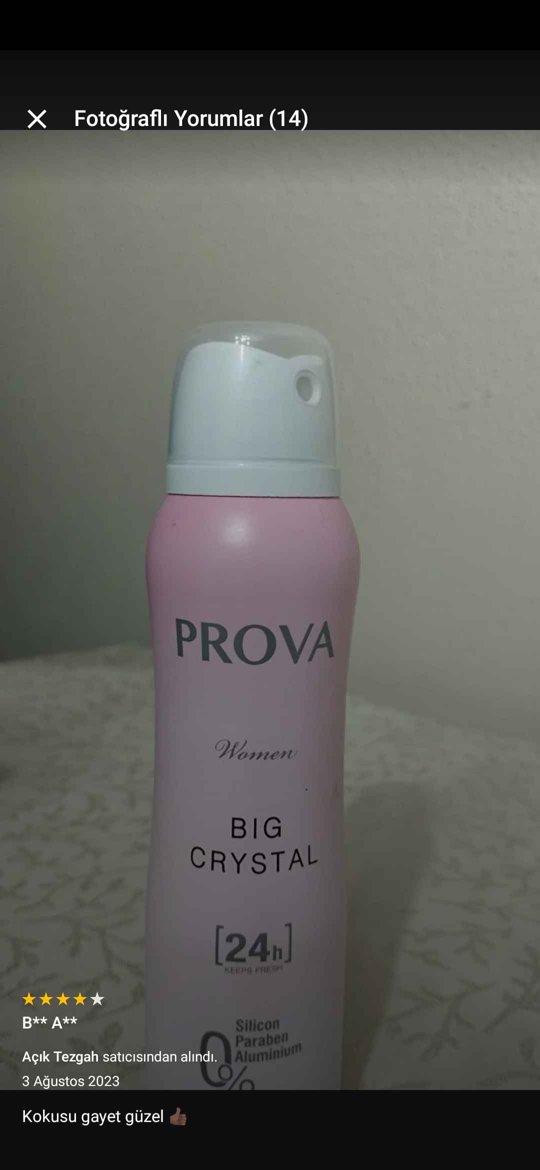 Fotoğraflı Yorumlar (14)
PROVA
Women
BIG
CRYSTAL
[24h]
KEEPS FRESH
0%
Silicon
Paraben
Aluminium
B** A**
Açık Tezgah satıcısından alındı.
3 Ağustos 2023
Kokusu gayet güzel 👍🏾